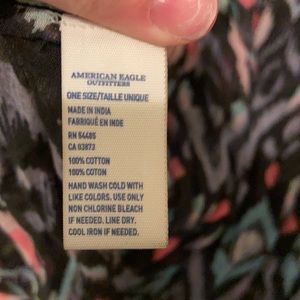 AMERICAN EAGLE
OUTFITTERS
ONE SIZE/TAILLE UNIQUE
MADE IN INDIA
FABRIQUÉ EN INDE
RN 54485
CA 03873
100% COTTON
100% COTON
HAND WASH COLD WITH
LIKE COLORS. USE ONLY
NON CHLORINE BLEACH
IF NEEDED. LINE DRY.
COOL IRON IF NEEDED.